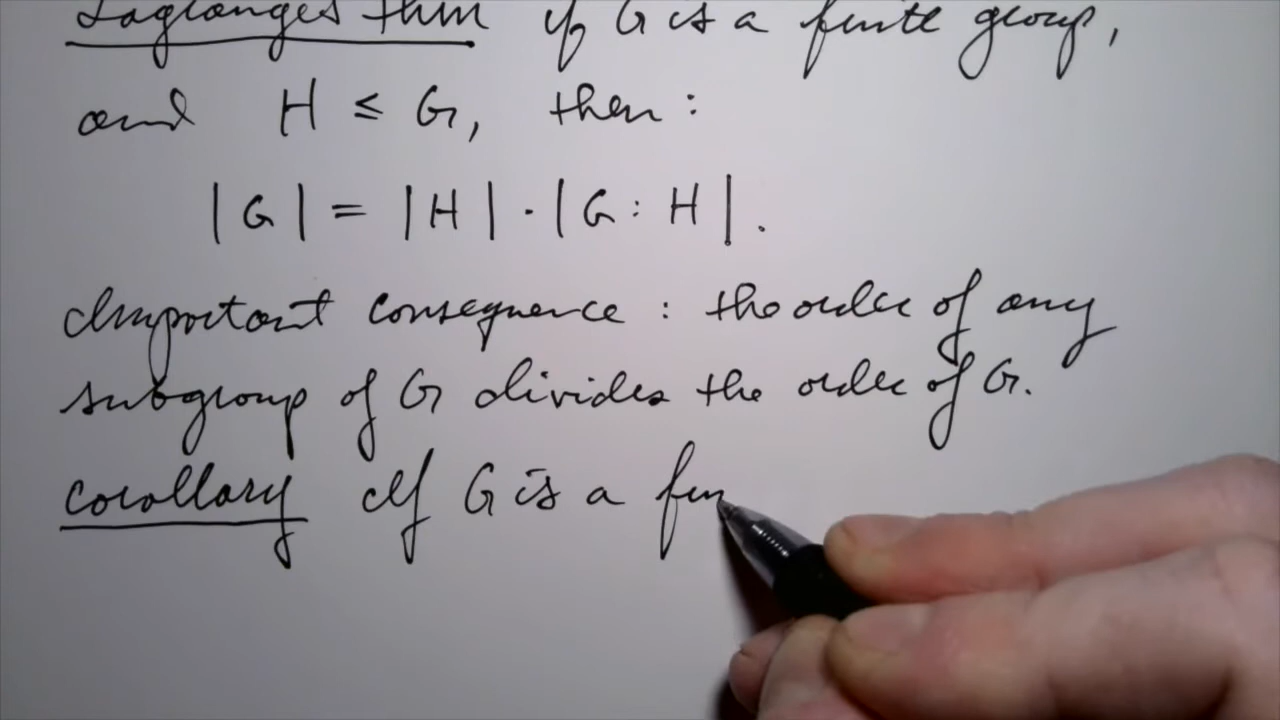 Lagranges thm if G is a finite group,
and H ≤ G, then:
|G| = |H| · |G : H|.
Important consequence : the order of any
subgroup of G divides the order of G.
Corollary If G is a fin